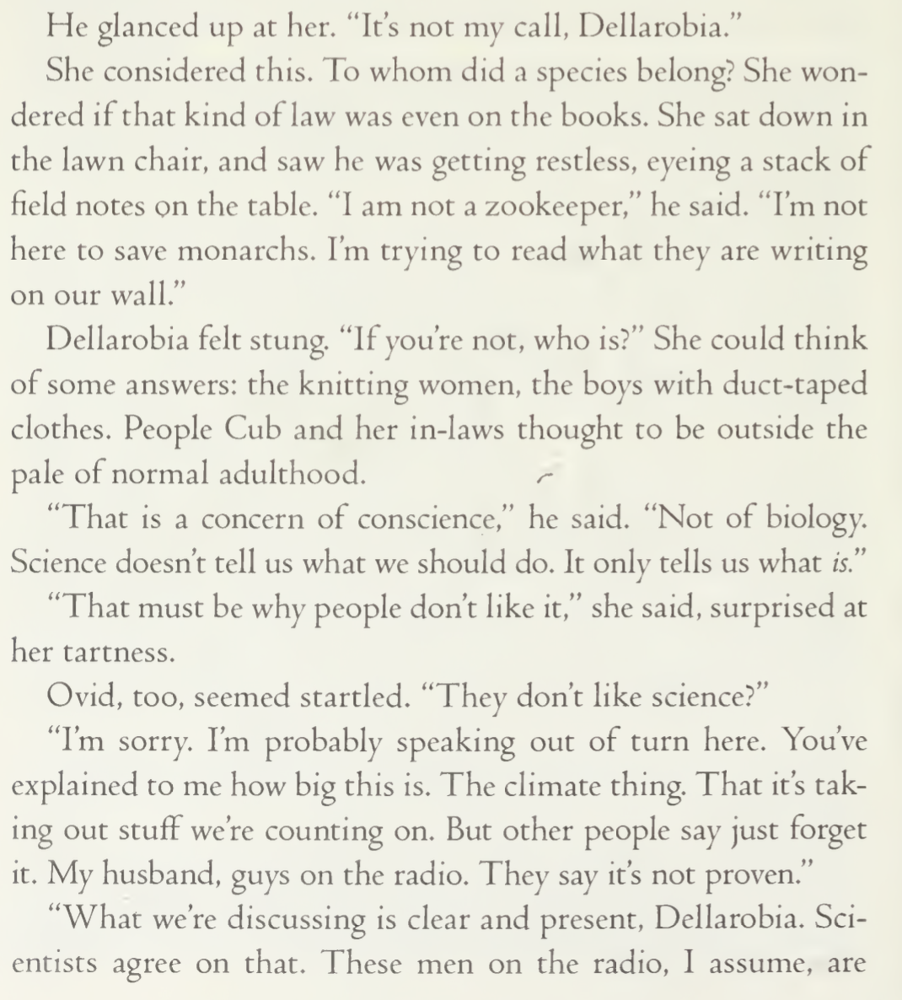 He glanced up at her. “It’s not my call, Dellarobia.”
She considered this. To whom did a species belong? She won-
dered if that kind of law was even on the books. She sat down in
the lawn chair, and saw he was getting restless, eyeing a stack of
field notes on the table. “I am not a zookeeper,” he said. “I’m not
here to save monarchs. I’m trying to read what they are writing
on our wall.”
Dellarobia felt stung. “If you’re not, who is?” She could think
of some answers: the knitting women, the boys with duct-taped
clothes. People Cub and her in-laws thought to be outside the
pale of normal adulthood.
“That is a concern of conscience,” he said. “Not of biology.
Science doesn’t tell us what we should do. It only tells us what is.”
“That must be why people don’t like it,” she said, surprised at
her tartness.
Ovid, too, seemed startled. “They don’t like science?”
“I’m sorry. I’m probably speaking out of turn here. You’ve
explained to me how big this is. The climate thing. That it’s tak-
ing out stuff we’re counting on. But other people say just forget
it. My husband, guys on the radio. They say it’s not proven.”
“What we’re discussing is clear and present, Dellarobia. Sci-
entists agree on that. These men on the radio, I assume, are